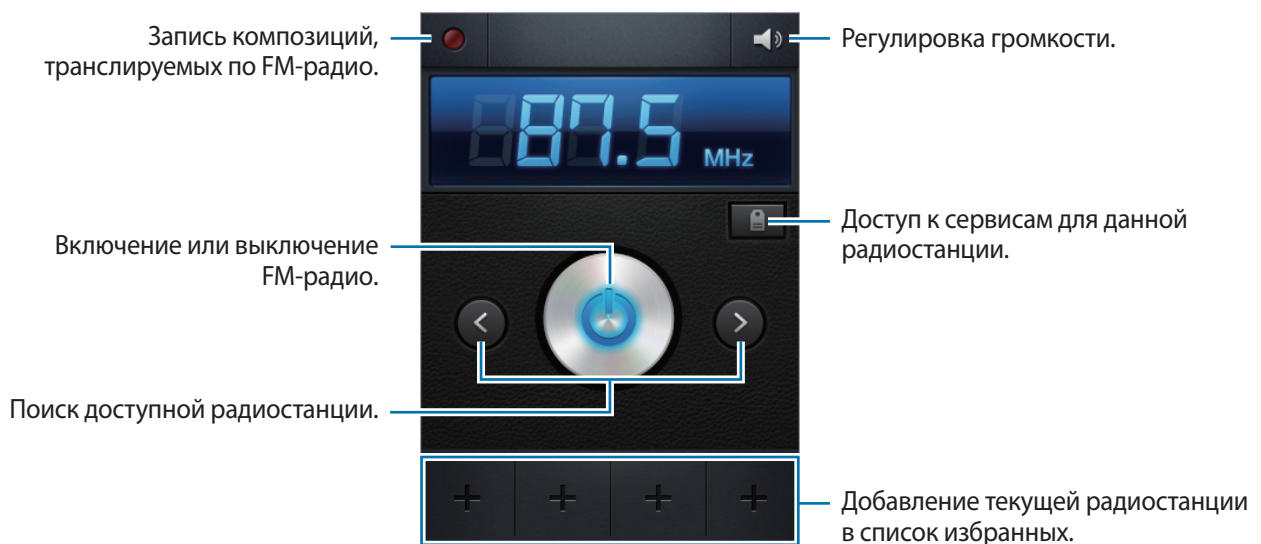 Запись композиций,
транслируемых по FM-радио.
Регулировка громкости.
87.5 MHz
Доступ к сервисам для данной
радиостанции.
Включение или выключение
FM-радио.
Поиск доступной радиостанции.
Добавление текущей радиостанции
в список избранных.